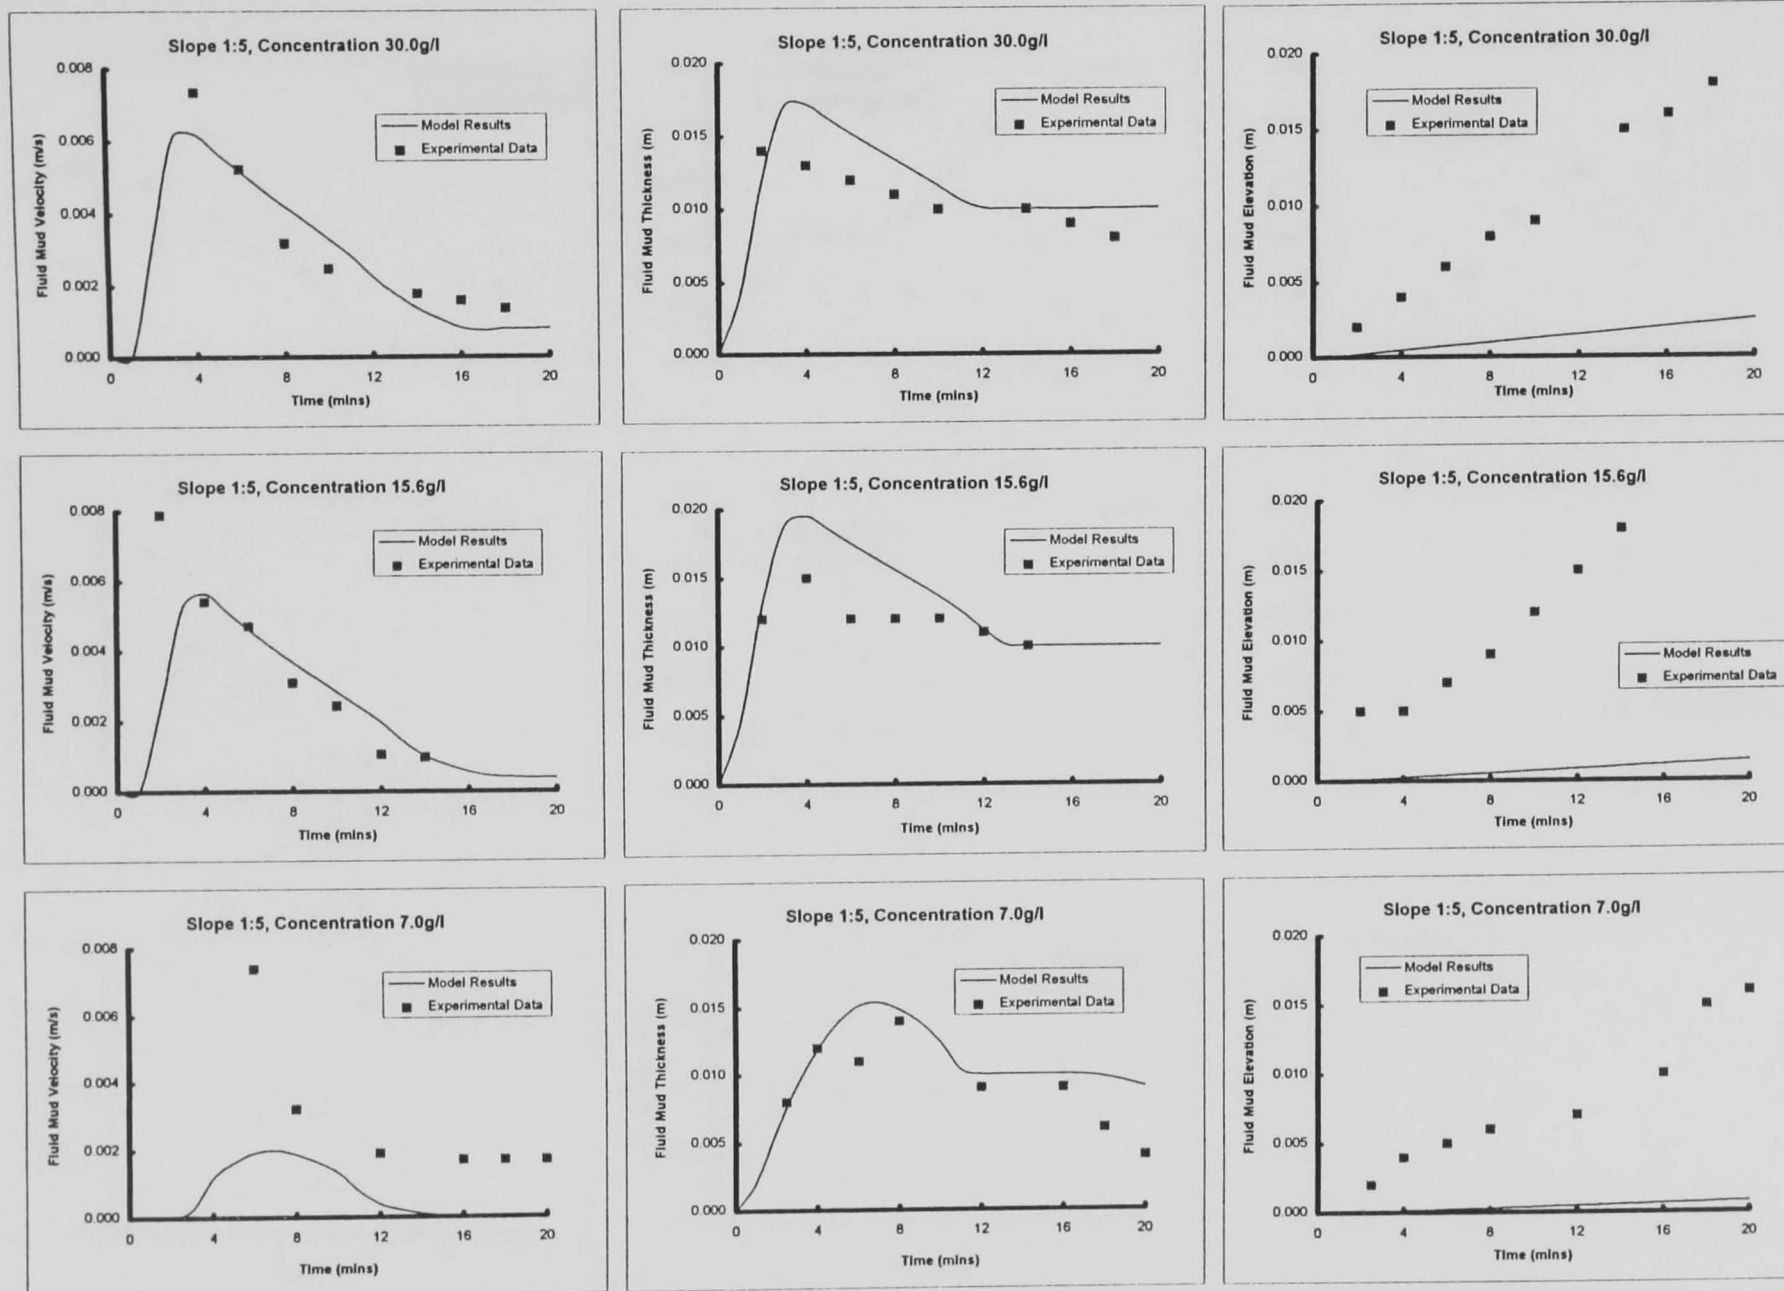 Slope 1:5, Concentration 30.0g/l
Fluid Mud Velocity (m/s)
0.008
0.006
0.004
0.002
0.000
Model Results
Experimental Data
0 4 8 12 16 20
Time (mins)
Slope 1:5, Concentration 30.0g/l
Fluid Mud Thickness (m)
0.020
0.015
0.010
0.005
0.000
Model Results
Experimental Data
0 4 8 12 16 20
Time (mins)
Slope 1:5, Concentration 30.0g/l
Fluid Mud Elevation (m)
0.020
0.015
0.010
0.005
0.000
Model Results
Experimental Data
0 4 8 12 16 20
Time (mins)
Slope 1:5, Concentration 15.6g/l
Fluid Mud Velocity (m/s)
0.008
0.006
0.004
0.002
0.000
Model Results
Experimental Data
0 4 8 12 16 20
Time (mins)
Slope 1:5, Concentration 15.6g/l
Fluid Mud Thickness (m)
0.020
0.015
0.010
0.005
0.000
Model Results
Experimental Data
0 4 8 12 16 20
Time (mins)
Slope 1:5, Concentration 15.6g/l
Fluid Mud Elevation (m)
0.020
0.015
0.010
0.005
0.000
Model Results
Experimental Data
0 4 8 12 16 20
Time (mins)
Slope 1:5, Concentration 7.0g/l
Fluid Mud Velocity (m/s)
0.008
0.006
0.004
0.002
0.000
Model Results
Experimental Data
0 4 8 12 16 20
Time (mins)
Slope 1:5, Concentration 7.0g/l
Fluid Mud Thickness (m)
0.020
0.015
0.010
0.005
0.000
Model Results
Experimental Data
0 4 8 12 16 20
Time (mins)
Slope 1:5, Concentration 7.0g/l
Fluid Mud Elevation (m)
0.020
0.015
0.010
0.005
0.000
Model Results
Experimental Data
0 4 8 12 16 20
Time (mins)